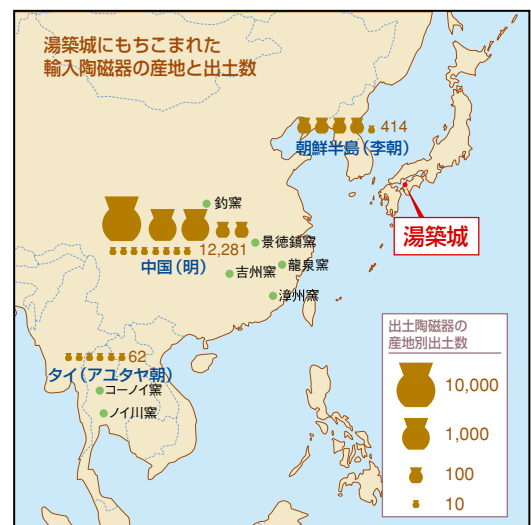 湯築城にもちこまれた
輸入陶磁器の産地と出土数
414
朝鮮半島(李朝)
釣窯
12,281
中国(明)
景徳鎮窯
龍泉窯
吉州窯
漳州窯
湯築城
62
タイ(アユタヤ朝)
コーノイ窯
ノイ川窯
出土陶磁器の
産地別出土数
10,000
1,000
100
10